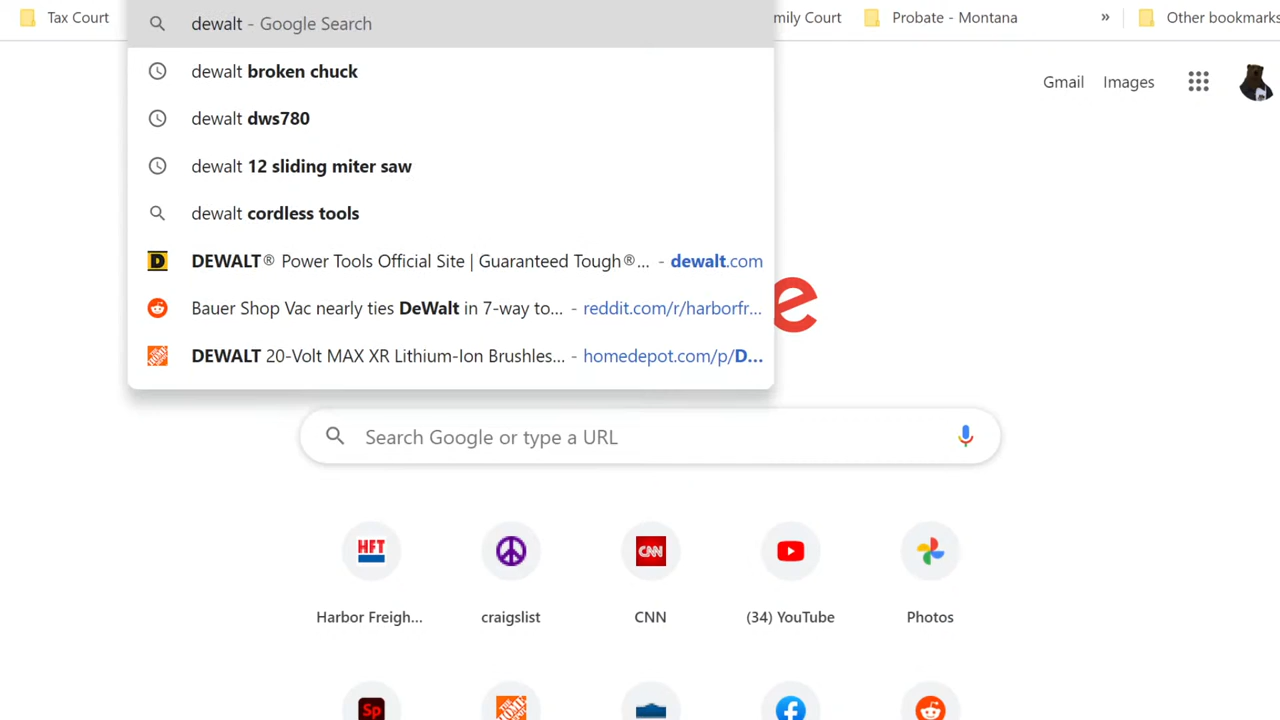 Tax Court
mily Court
Probate - Montana
»
Other bookmarks
dewalt - Google Search
dewalt broken chuck
dewalt dws780
dewalt 12 sliding miter saw
dewalt cordless tools
D
DEWALT® Power Tools Official Site | Guaranteed Tough®... - dewalt.com
Bauer Shop Vac nearly ties DeWalt in 7-way to... - reddit.com/r/harborfr...
DEWALT 20-Volt MAX XR Lithium-Ion Brushles... - homedepot.com/p/D...
Gmail Images
e
Search Google or type a URL
HFT
CNN
Harbor Freigh...
craigslist
CNN
(34) YouTube
Photos
Sp